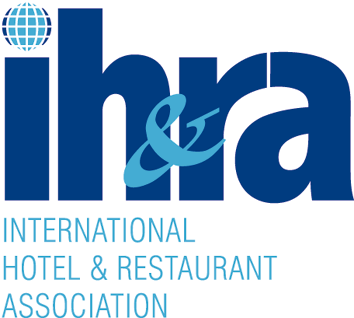 ih&ra
INTERNATIONAL
HOTEL & RESTAURANT
ASSOCIATION